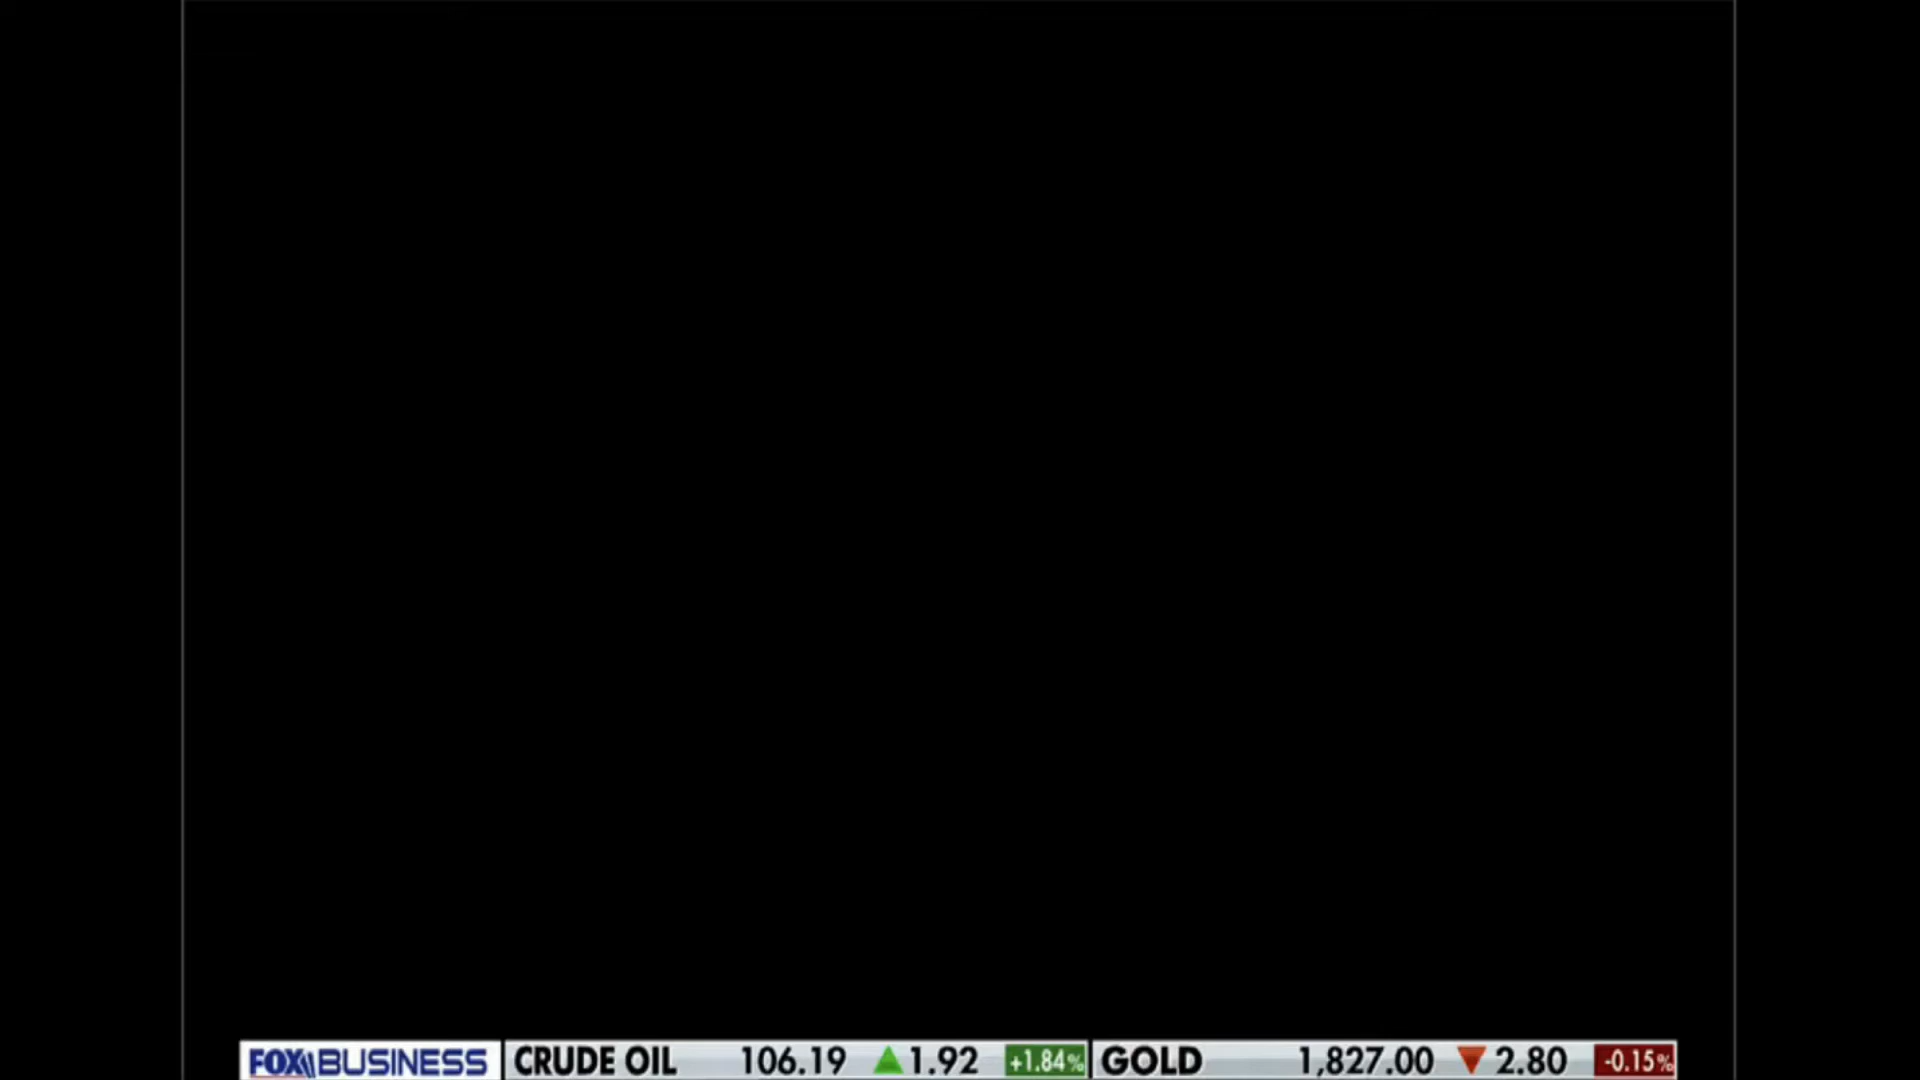 FOX BUSINESS CRUDE OIL 106.19 ▲ 1.92 +1.84% GOLD 1,827.00 ▼ 2.80 -0.15%